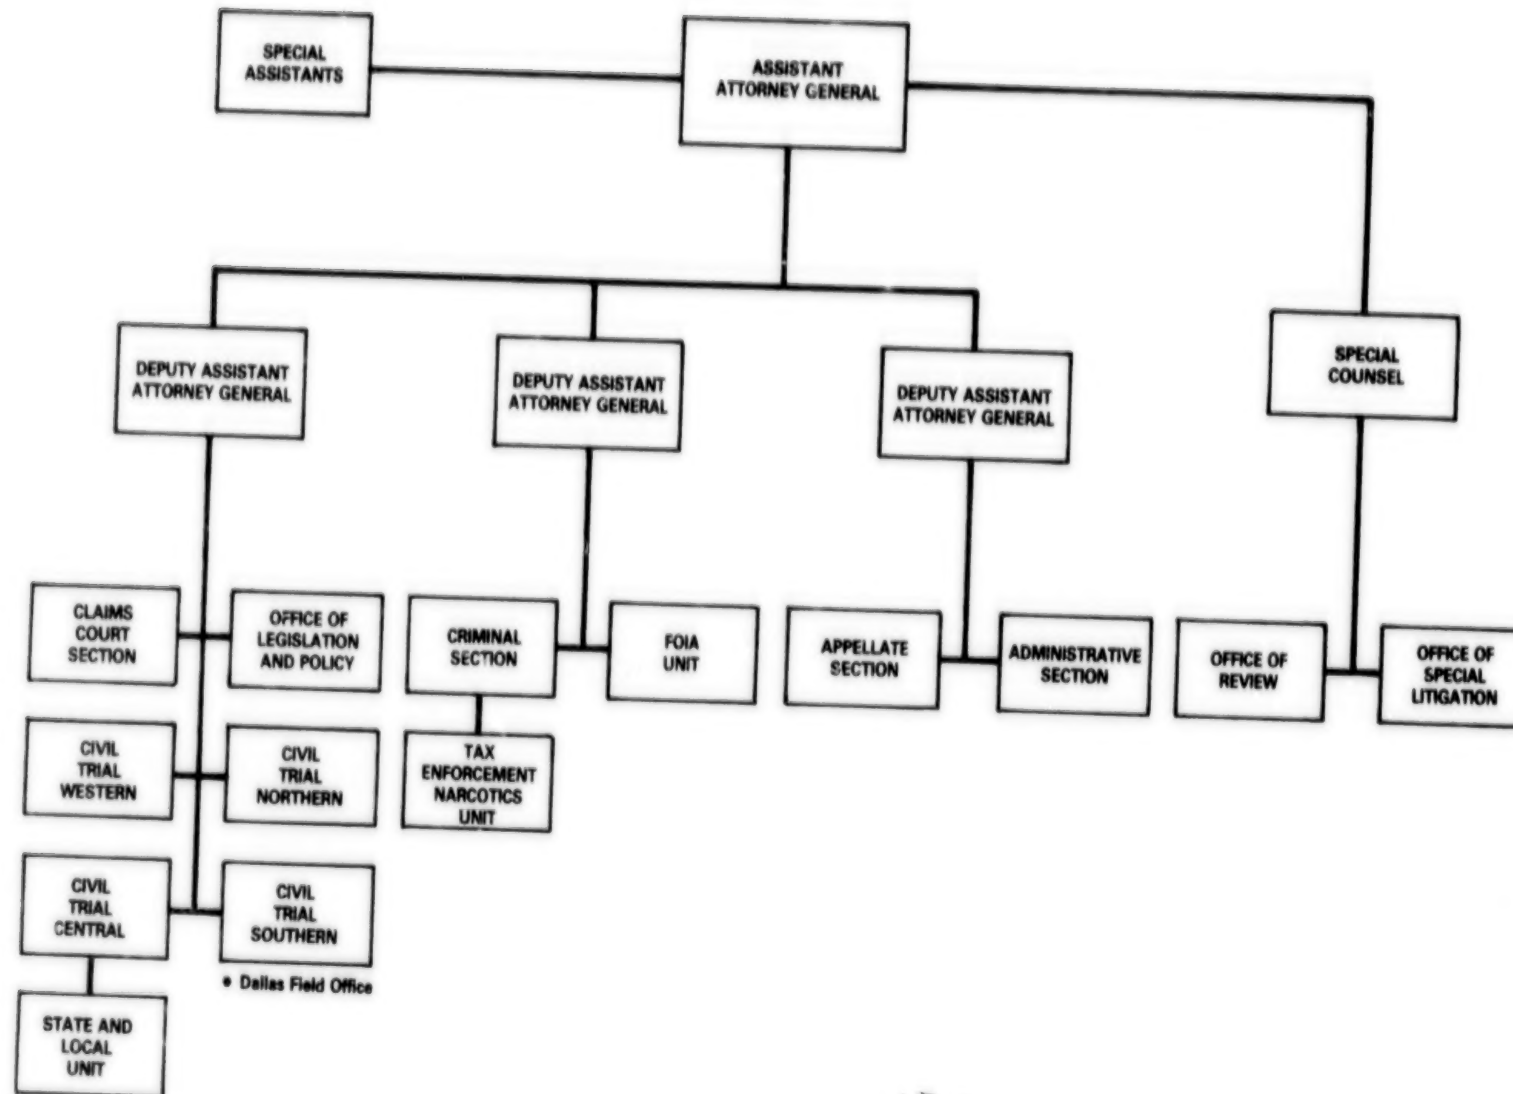 SPECIAL
ASSISTANTS
ASSISTANT
ATTORNEY GENERAL
DEPUTY ASSISTANT
ATTORNEY GENERAL
DEPUTY ASSISTANT
ATTORNEY GENERAL
DEPUTY ASSISTANT
ATTORNEY GENERAL
SPECIAL
COUNSEL
CLAIMS
COURT
SECTION
OFFICE OF
LEGISLATION
AND POLICY
CRIMINAL
SECTION
FOIA
UNIT
APPELLATE
SECTION
ADMINISTRATIVE
SECTION
OFFICE OF
REVIEW
OFFICE OF
SPECIAL
LITIGATION
CIVIL
TRIAL
WESTERN
CIVIL
TRIAL
NORTHERN
TAX
ENFORCEMENT
NARCOTICS
UNIT
CIVIL
TRIAL
CENTRAL
CIVIL
TRIAL
SOUTHERN
• Dallas Field Office
STATE AND
LOCAL
UNIT